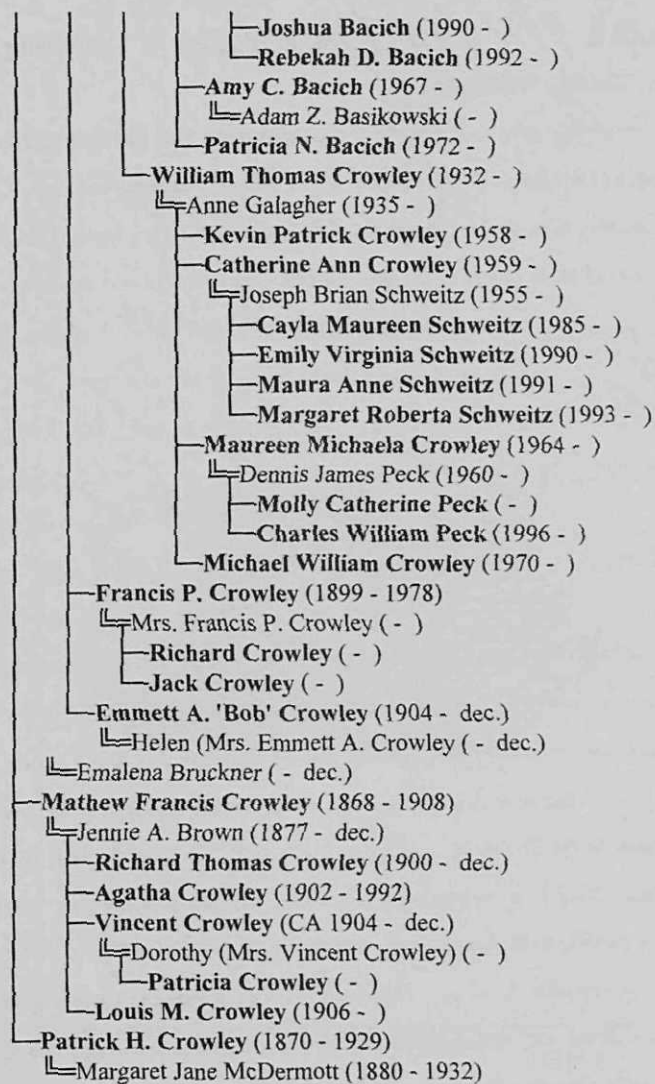 Joshua Bacich (1990 - )
Rebekah D. Bacich (1992 - )
Amy C. Bacich (1967 - )
Adam Z. Basikowski ( - )
Patricia N. Bacich (1972 - )
William Thomas Crowley (1932 - )
Anne Galagher (1935 - )
Kevin Patrick Crowley (1958 - )
Catherine Ann Crowley (1959 - )
Joseph Brian Schweitz (1955 - )
Cayla Maureen Schweitz (1985 - )
Emily Virginia Schweitz (1990 - )
Maura Anne Schweitz (1991 - )
Margaret Roberta Schweitz (1993 - )
Maureen Michaela Crowley (1964 - )
Dennis James Peck (1960 - )
Molly Catherine Peck ( - )
Charles William Peck (1996 - )
Michael William Crowley (1970 - )
Francis P. Crowley (1899 - 1978)
Mrs. Francis P. Crowley ( - )
Richard Crowley ( - )
Jack Crowley ( - )
Emmett A. 'Bob' Crowley (1904 - dec.)
Helen (Mrs. Emmett A. Crowley ( - dec.)
Emalena Bruckner ( - dec.)
Mathew Francis Crowley (1868 - 1908)
Jennie A. Brown (1877 - dec.)
Richard Thomas Crowley (1900 - dec.)
Agatha Crowley (1902 - 1992)
Vincent Crowley (CA 1904 - dec.)
Dorothy (Mrs. Vincent Crowley) ( - )
Patricia Crowley ( - )
Louis M. Crowley (1906 - )
Patrick H. Crowley (1870 - 1929)
Margaret Jane McDermott (1880 - 1932)